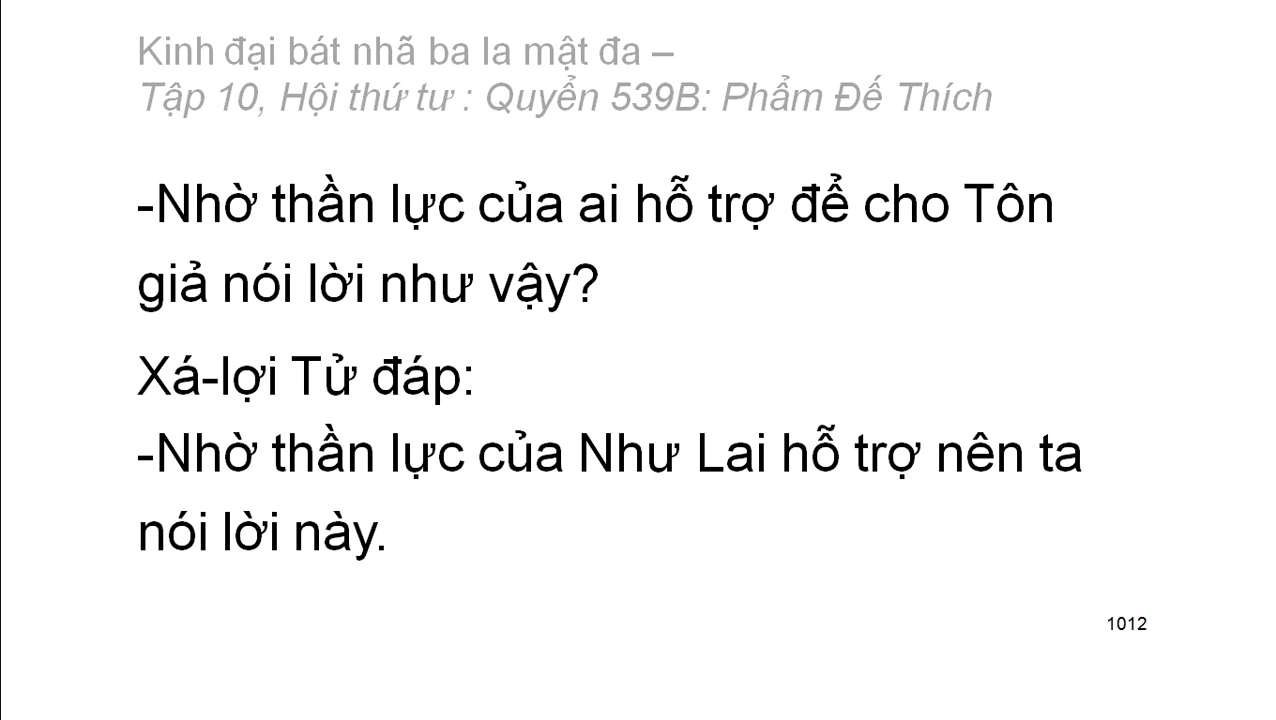 Kinh đại bát nhã ba la mật đa –
Tập 10, Hội thứ tư : Quyển 539B: Phẩm Đế Thích
-Nhờ thần lực của ai hỗ trợ để cho Tôn
giả nói lời như vậy?
Xá-lợi Tử đáp:
-Nhờ thần lực của Như Lai hỗ trợ nên ta
nói lời này.
1012